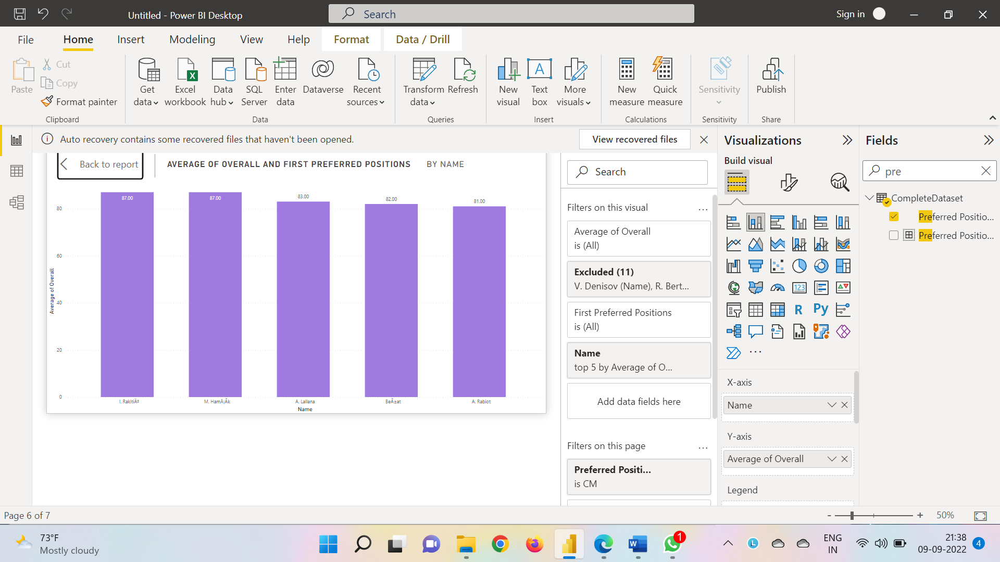 Untitled - Power BI Desktop
Search
Sign in
File
Home
Insert
Modeling
View
Help
Format
Data / Drill
Paste
Cut
Copy
Format painter
Clipboard
Get data
Excel workbook
Data hub
SQL Server
Enter data
Dataverse
Recent sources
Data
Transform data
Refresh
Queries
New visual
Text box
More visuals
Insert
New measure
Quick measure
Calculations
Sensitivity
Sensitivity
Publish
Share
Auto recovery contains some recovered files that haven't been opened.
View recovered files
Back to report
AVERAGE OF OVERALL AND FIRST PREFERRED POSITIONS
BY NAME
Average of Overall
80
60
40
20
0
87.00
87.00
83.00
82.00
81.00
I. RakitiÄ‡
M. HamÅ¡Ã­k
A. Lallana
BeÃ±at
A. Rabiot
Name
Search
Filters on this visual
...
Average of Overall
is (All)
Excluded (11)
V. Denisov (Name), R. Bert...
First Preferred Positions
is (All)
Name
top 5 by Average of O...
Add data fields here
Filters on this page
...
Preferred Positi...
is CM
Visualizations
Build visual
123
R
Py
...
X-axis
Name
Y-axis
Average of Overall
Legend
Fields
pre
CompleteDataset
Preferred Positio...
Preferred Positio...
Page 6 of 7
- + 50%
73°F
Mostly cloudy
1
L
ENG
IN
21:38
09-09-2022
4